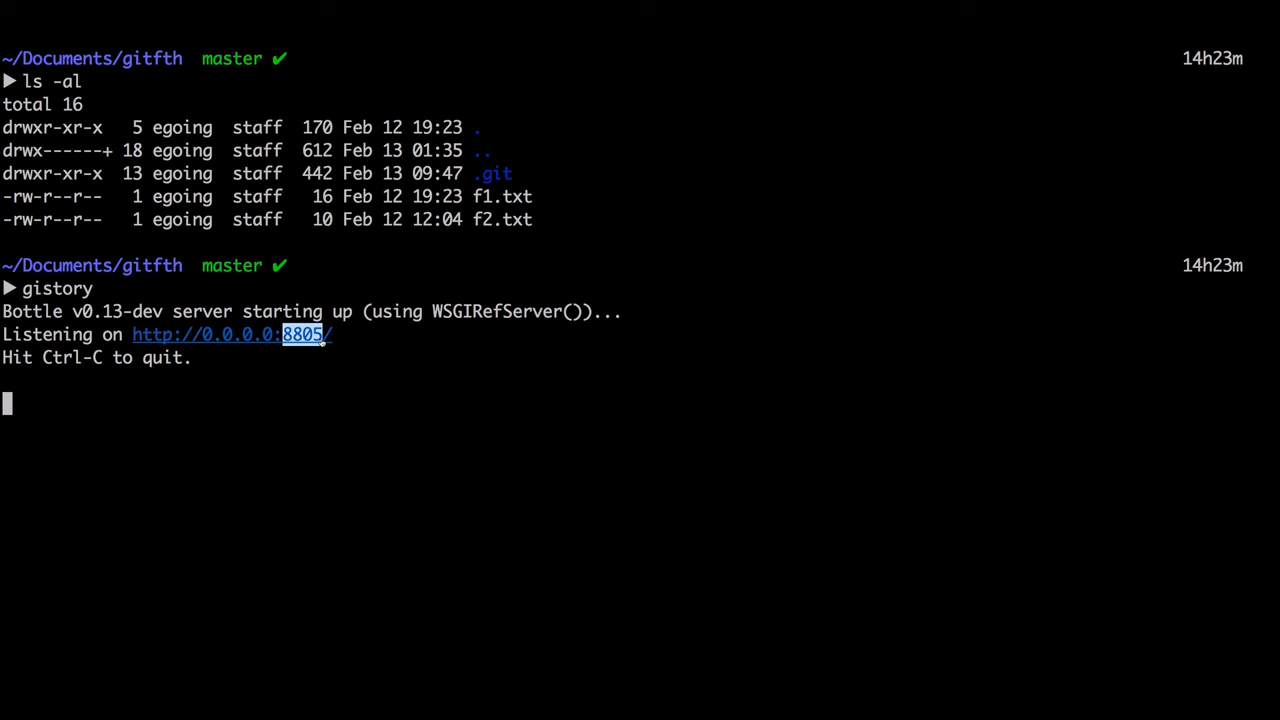 ~/Documents/gitfth master ✔ 14h23m
▶ ls -al
total 16
drwxr-xr-x 5 egoing staff 170 Feb 12 19:23 .
drwx------+ 18 egoing staff 612 Feb 13 01:35 ..
drwxr-xr-x 13 egoing staff 442 Feb 13 09:47 .git
-rw-r--r-- 1 egoing staff 16 Feb 12 19:23 f1.txt
-rw-r--r-- 1 egoing staff 10 Feb 12 12:04 f2.txt
~/Documents/gitfth master ✔ 14h23m
▶ gistory
Bottle v0.13-dev server starting up (using WSGIRefServer())...
Listening on http://0.0.0.0:8805/
Hit Ctrl-C to quit.